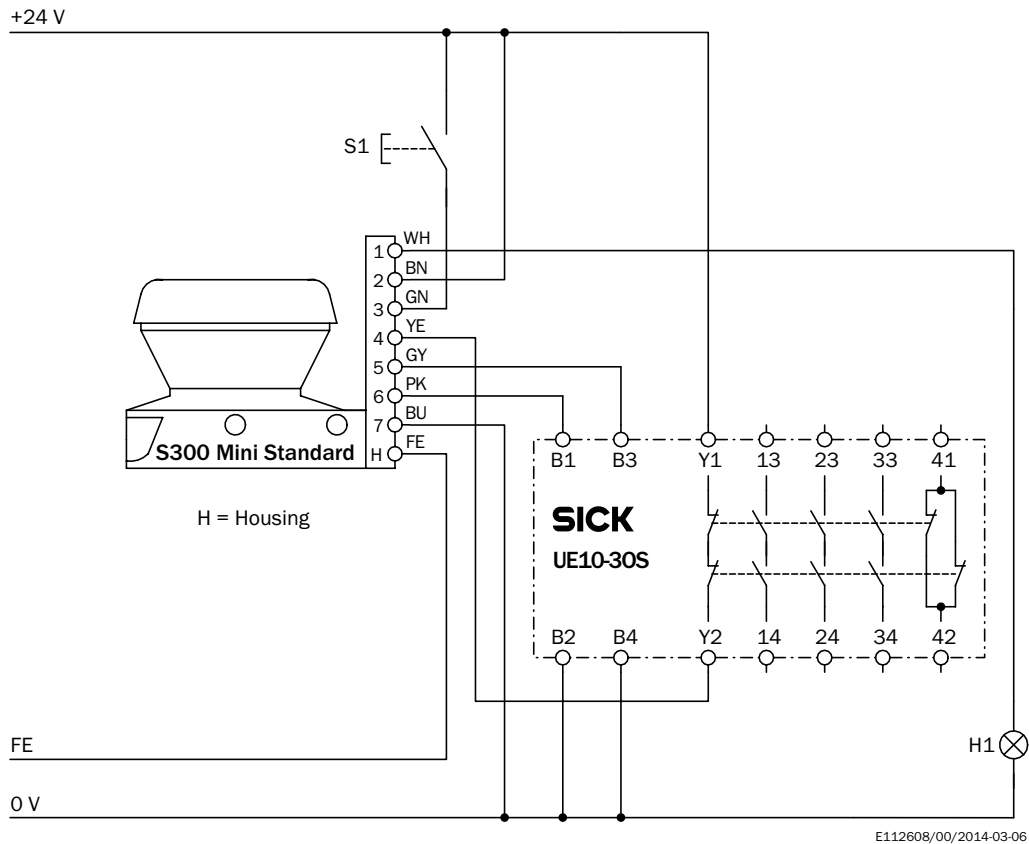 +24 V
S1
1 WH
2 BN
3 GN
4 YE
5 GY
6 PK
7 BU
H FE
S300 Mini Standard
H = Housing
B1 B3 Y1 13 23 33 41
SICK
UE10-30S
B2 B4 Y2 14 24 34 42
FE
H1
0 V
E112608/00/2014-03-06